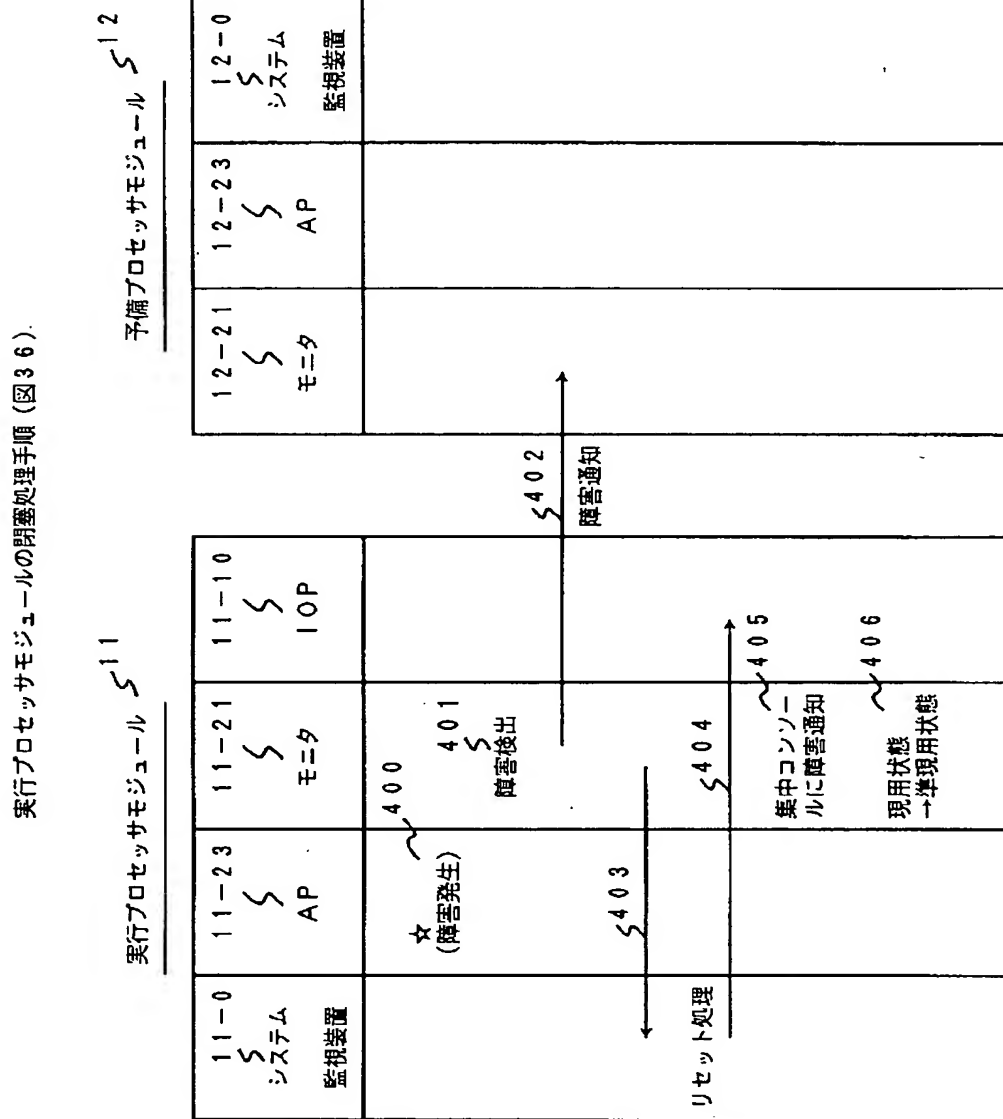 実行プロセッサモジュールの閉塞処理手順（図３６）.
実行プロセッサモジュール
11
予備プロセッサモジュール
12
11-0
システム
監視装置
11-23
AP
11-21
モニタ
11-10
IOP
12-21
モニタ
12-23
AP
12-0
システム
監視装置
400
☆
(障害発生)
401
障害検出
402
障害通知
403
リセット処理
404
405
集中コンソー
ルに障害通知
406
現用状態
→準現用状態